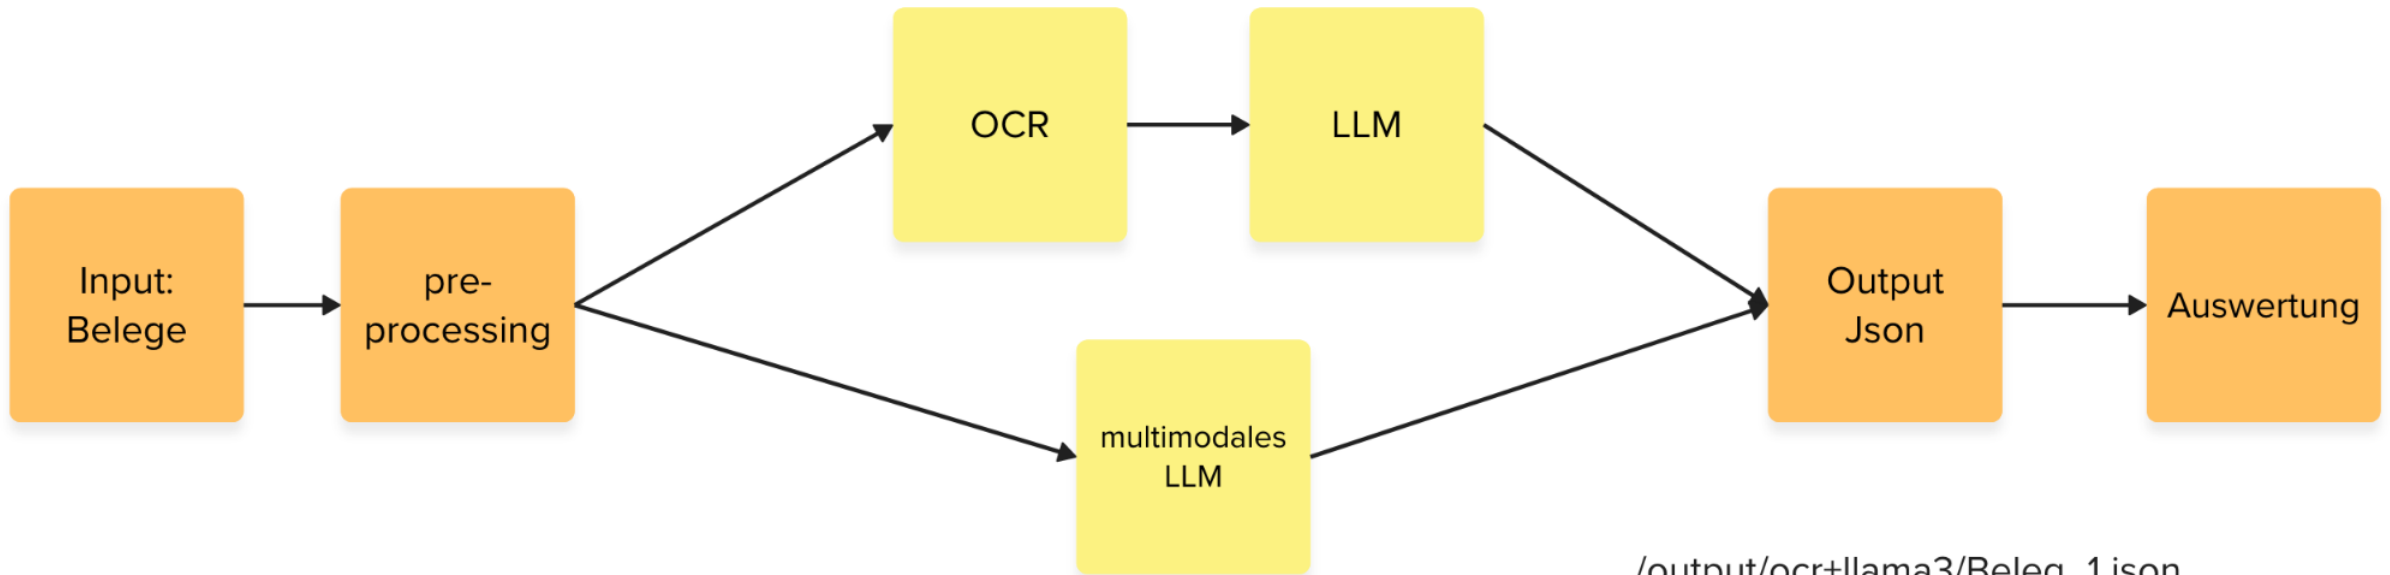 OCR
LLM
Input:
Belege
pre-
processing
multimodales
LLM
Output
Json
Auswertung
/output/ocr+llama3/Beleg_1.json